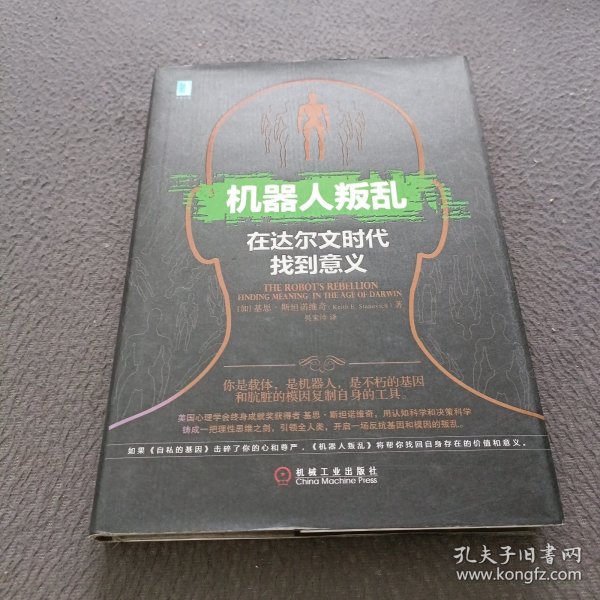 机器人叛乱
在达尔文时代
找到意义
THE ROBOT'S REBELLION
FINDING MEANING IN THE AGE OF DARWIN
[加]基思·斯坦诺维奇(Keith E. Stanovich)著
吴宝沛 译
你是载体，是机器人，是不朽的基因
和肮脏的模因复制自身的工具。
美国心理学会终身成就奖获得者 基思·斯坦诺维奇，用认知科学和决策科学
铸成一把理性思维之剑，引领全人类，开启一场反抗基因和模因的叛乱。
如果《自私的基因》击碎了你的心和尊严，《机器人叛乱》将帮你找回自身存在的价值和意义。
机械工业出版社
China Machine Press
孔夫子旧书网
www.kongfz.com